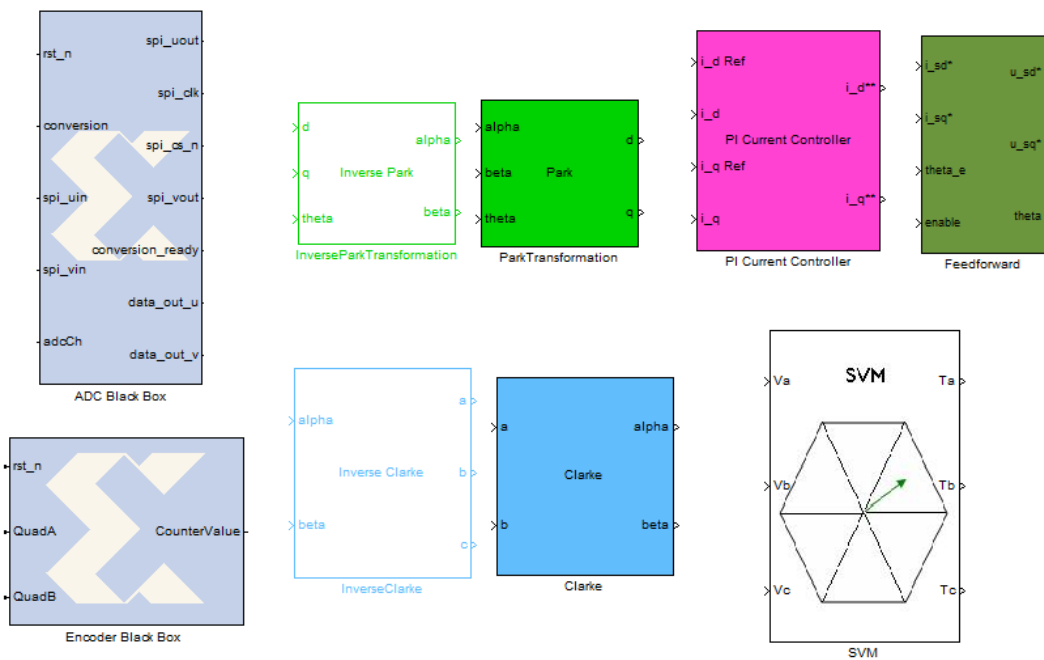 rst_n
conversion
spi_uin
spi_vin
adcCh
spi_uout
spi_clk
spi_cs_n
spi_vout
conversion_ready
data_out_u
data_out_v
ADC Black Box
d
q
theta
Inverse Park
alpha
beta
InverseParkTransformation
alpha
beta
theta
Park
d
q
ParkTransformation
i_d Ref
i_d
i_q Ref
i_q
PI Current Controller
i_d**
i_q**
PI Current Controller
i_sd*
i_sq*
theta_e
enable
u_sd*
u_sq*
theta
Feedforward
rst_n
QuadA
QuadB
CounterValue
Encoder Black Box
alpha
beta
Inverse Clarke
a
b
c
InverseClarke
a
b
Clarke
alpha
beta
Clarke
SVM
Va
Vb
Vc
Ta
Tb
Tc
SVM